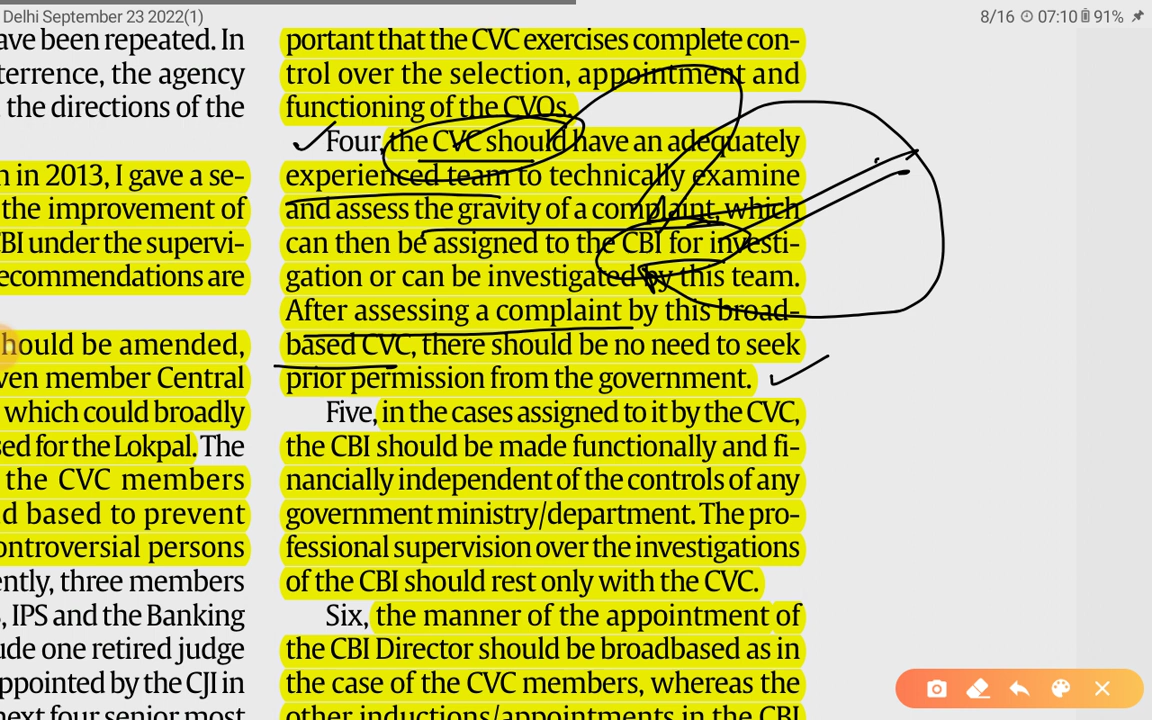 Delhi September 23 2022(1)
8/16 07:10 91%
ave been repeated. In
terrence, the agency
the directions of the
n in 2013, I gave a se-
the improvement of
CBI under the supervi-
ecommendations are
hould be amended,
ven member Central
which could broadly
sed for the Lokpal. The
the CVC members
d based to prevent
ontroversial persons
ently, three members
, IPS and the Banking
ude one retired judge
ppointed by the CJI in
next four senior most
portant that the CVC exercises complete con-
trol over the selection, appointment and
functioning of the CVOs.
Four, the CVC should have an adequately
experienced team to technically examine
and assess the gravity of a complaint, which
can then be assigned to the CBI for investi-
gation or can be investigated by this team.
After assessing a complaint by this broad-
based CVC, there should be no need to seek
prior permission from the government.
Five, in the cases assigned to it by the CVC,
the CBI should be made functionally and fi-
nancially independent of the controls of any
government ministry/department. The pro-
fessional supervision over the investigations
of the CBI should rest only with the CVC.
Six, the manner of the appointment of
the CBI Director should be broadbased as in
the case of the CVC members, whereas the
other inductions/appointments in the CBI